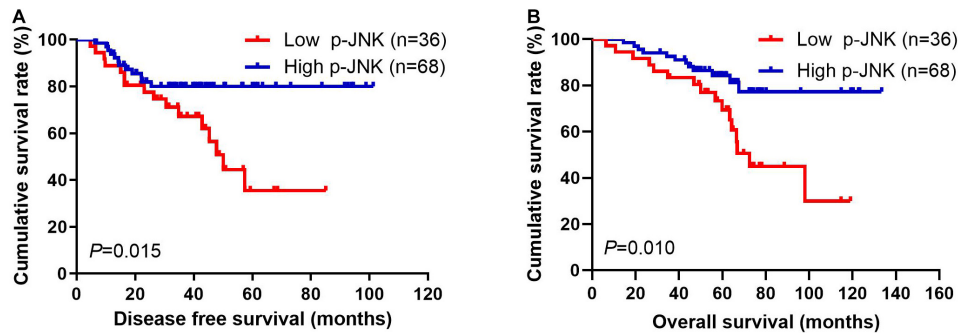 A
Cumulative survival rate (%)
100
80
60
40
20
0
Low p-JNK (n=36)
High p-JNK (n=68)
P=0.015
0 20 40 60 80 100 120
Disease free survival (months)
B
Cumulative survival rate (%)
100
80
60
40
20
0
Low p-JNK (n=36)
High p-JNK (n=68)
P=0.010
0 20 40 60 80 100 120 140 160
Overall survival (months)